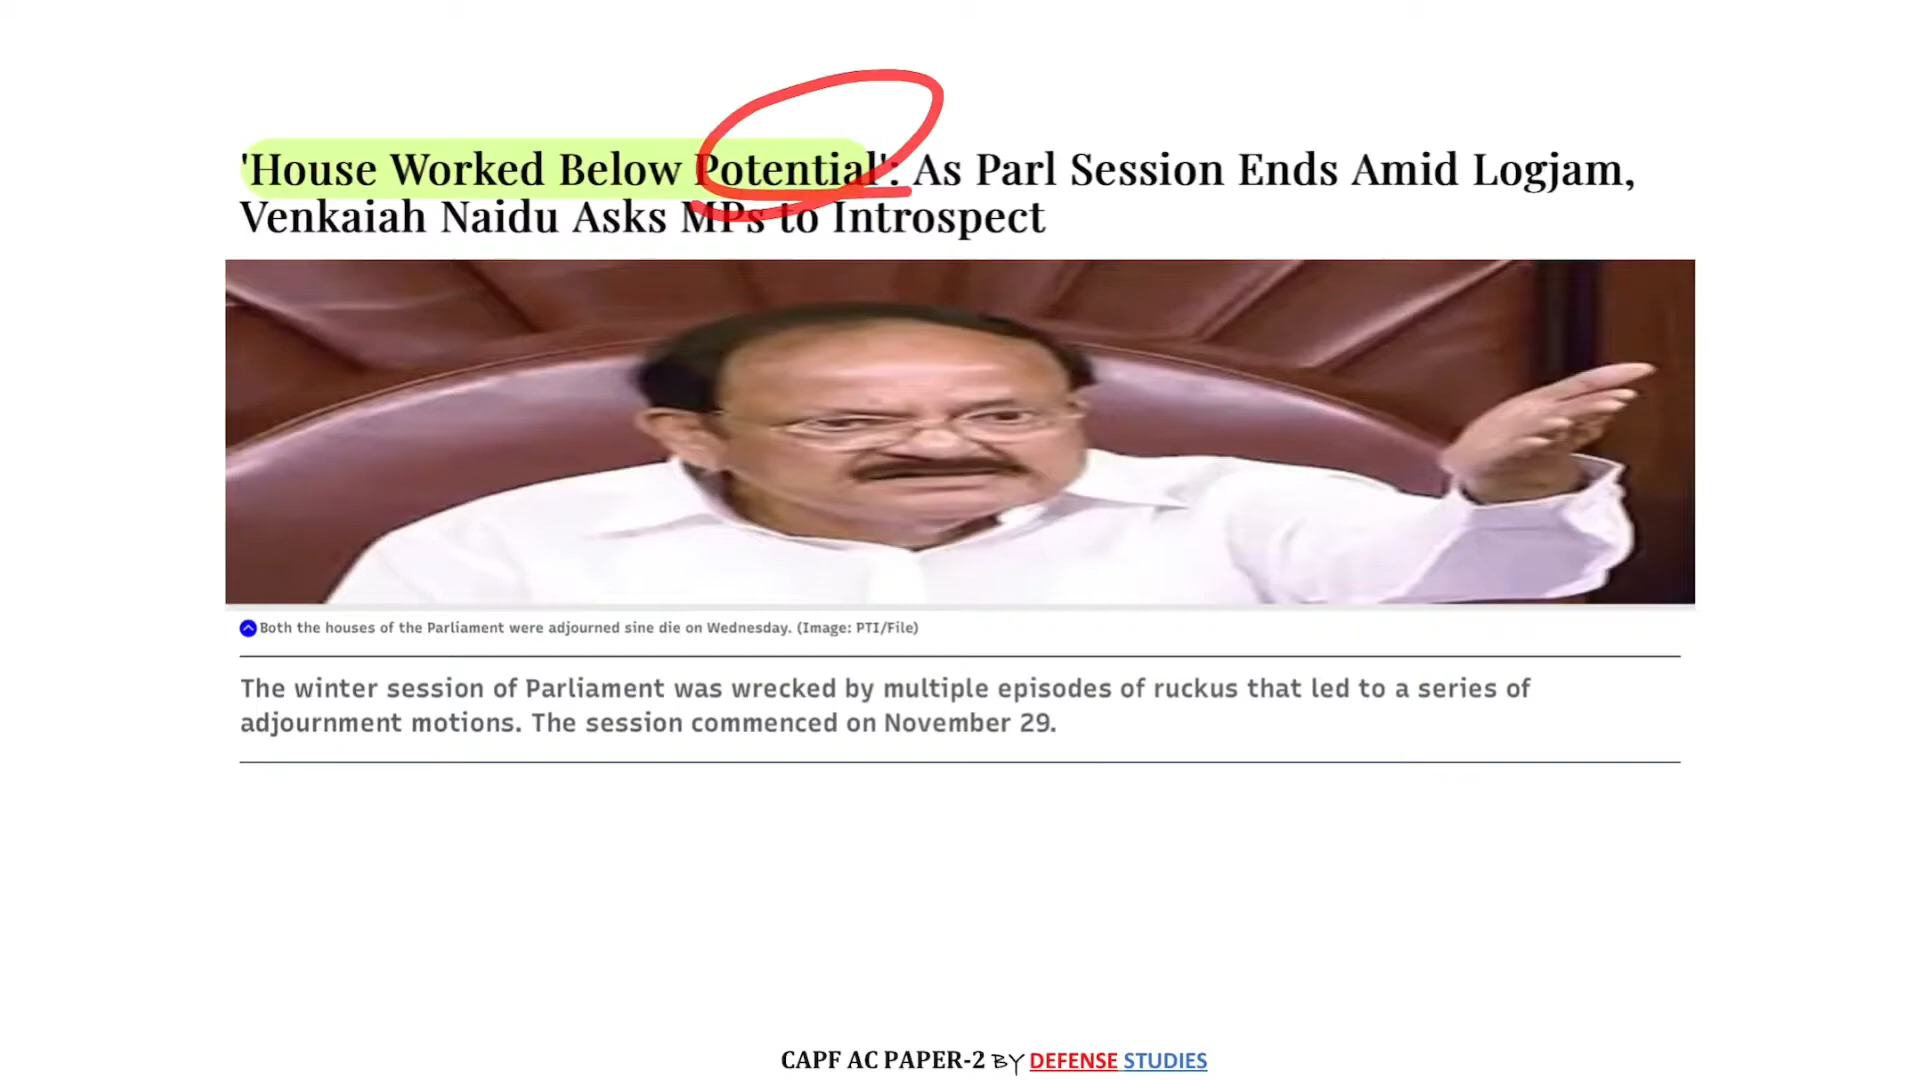 'House Worked Below Potential': As Parl Session Ends Amid Logjam,
Venkaiah Naidu Asks MPs to Introspect
Both the houses of the Parliament were adjourned sine die on Wednesday. (Image: PTI/File)
The winter session of Parliament was wrecked by multiple episodes of ruckus that led to a series of
adjournment motions. The session commenced on November 29.
CAPF AC PAPER-2 BY DEFENSE STUDIES